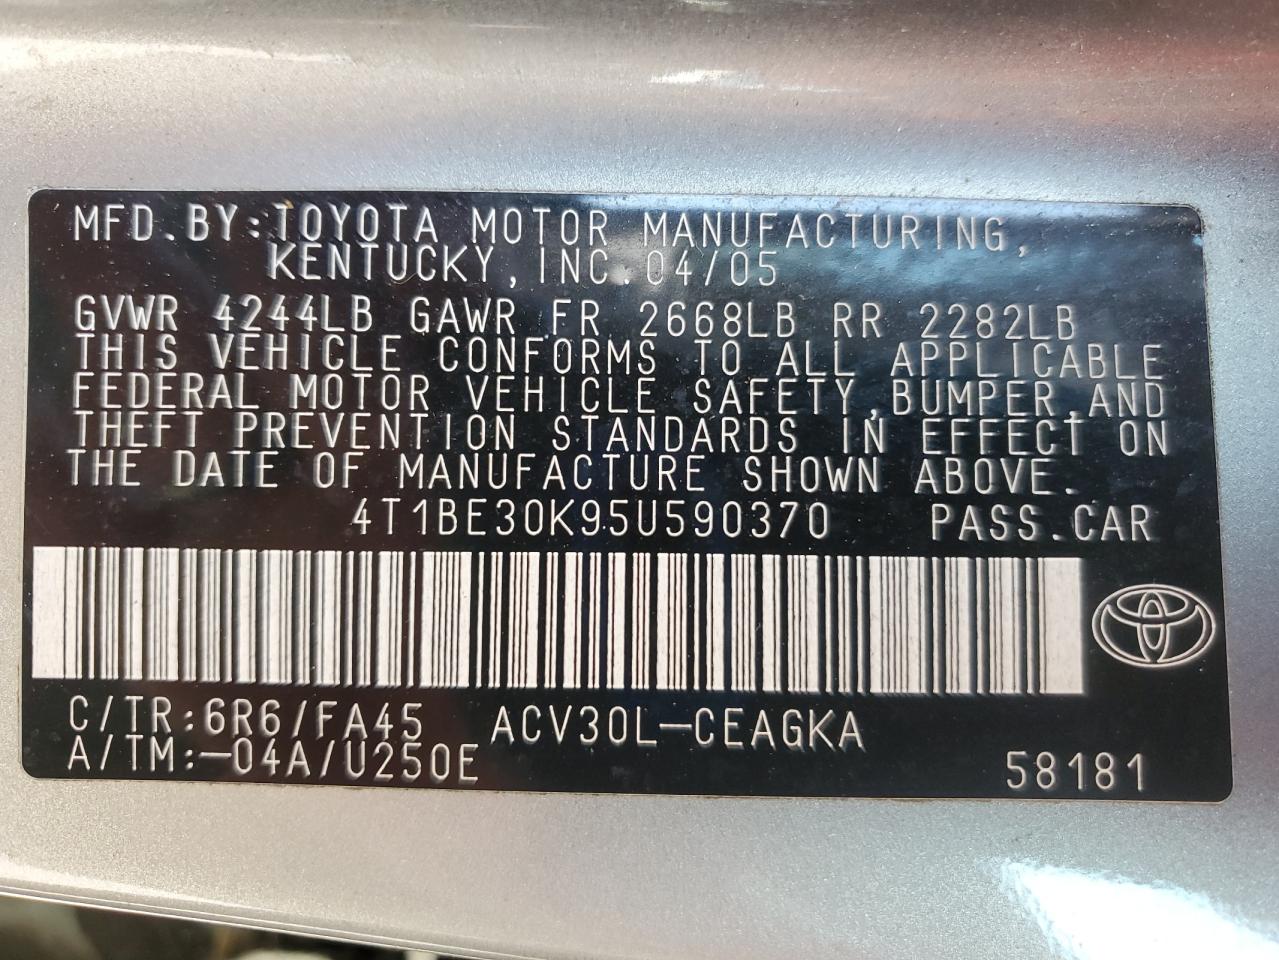 MFD.BY:TOYOTA MOTOR MANUFACTURING,
KENTUCKY,INC.04/05
GVWR 4244LB GAWR FR 2668LB RR 2282LB
THIS VEHICLE CONFORMS TO ALL APPLICABLE
FEDERAL MOTOR VEHICLE SAFETY,BUMPER,AND
THEFT PREVENTION STANDARDS IN EFFECT ON
THE DATE OF MANUFACTURE SHOWN ABOVE.
4T1BE30K95U590370 PASS.CAR
C/TR:6R6/FA45 ACV30L-CEAGKA
A/TM:-04A/U250E 58181